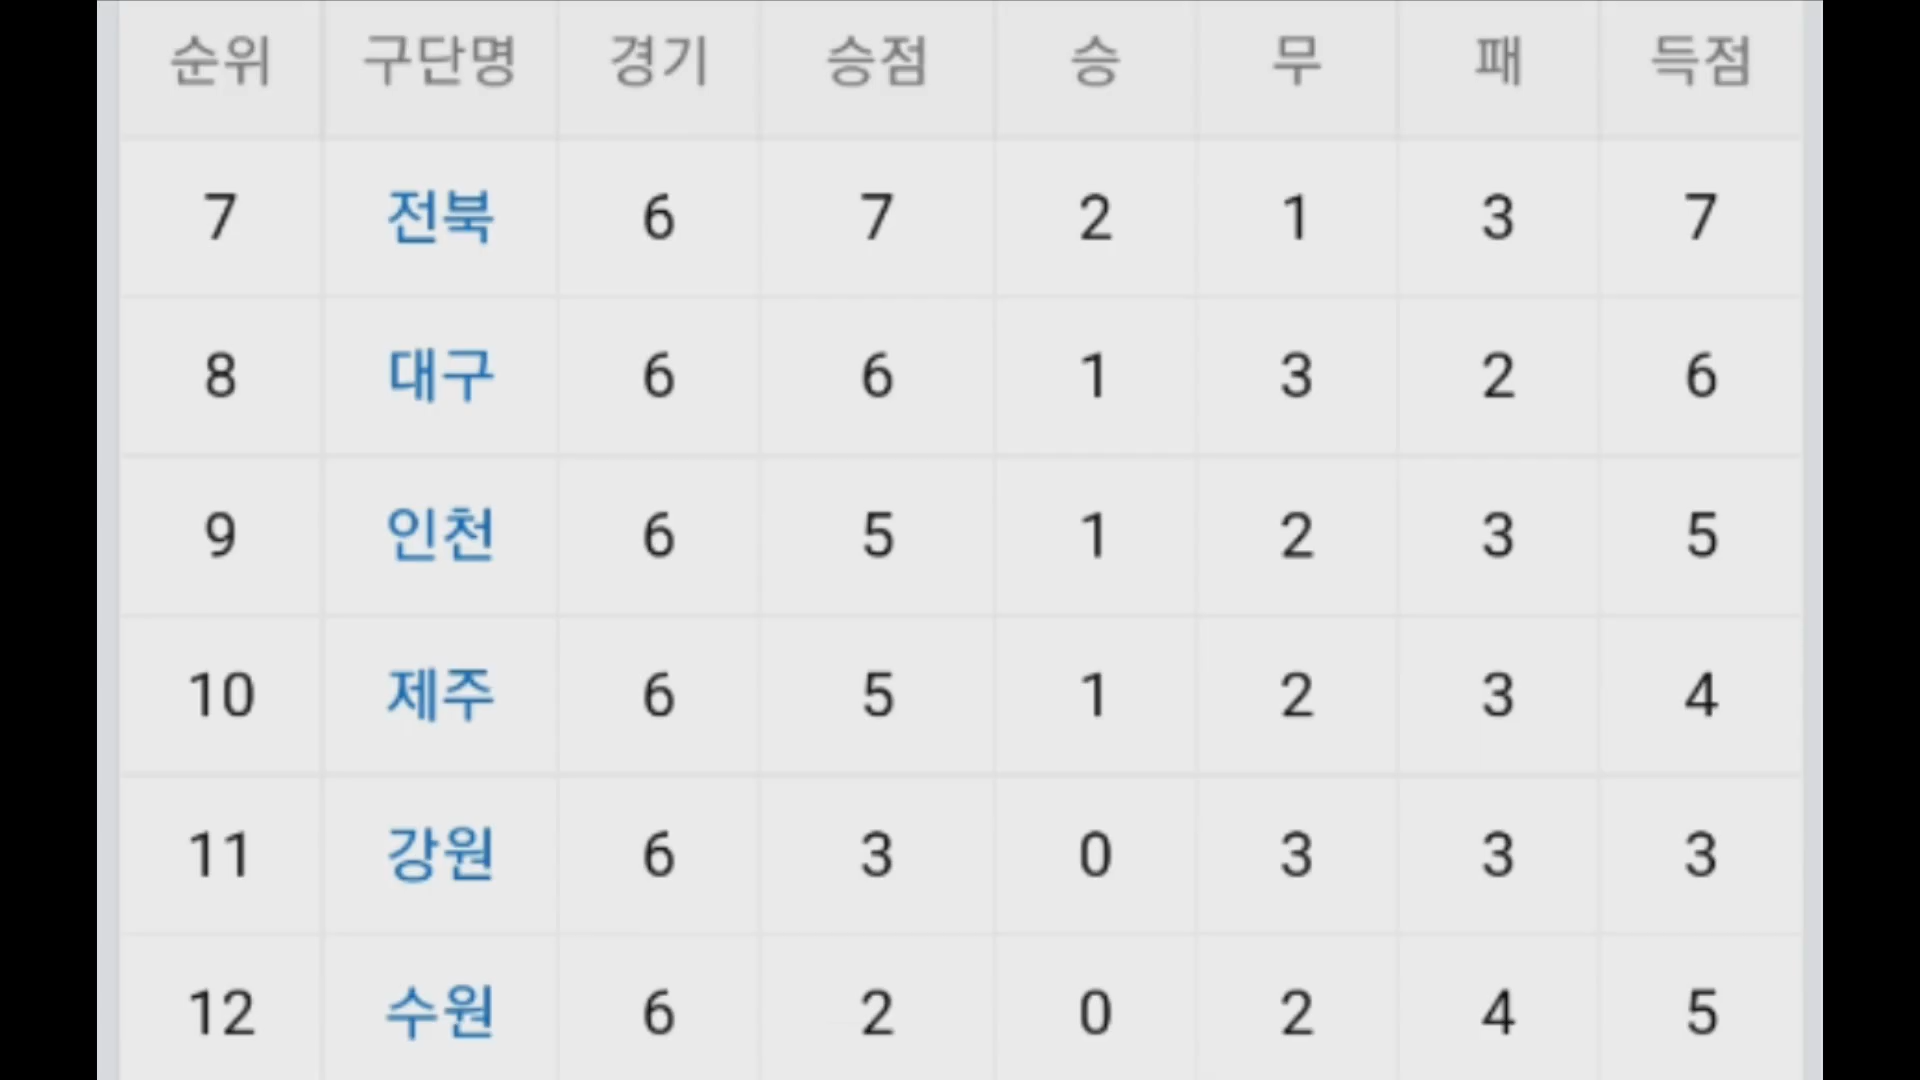 순위 구단명 경기 승점 승 무 패 득점
7 전북 6 7 2 1 3 7
8 대구 6 6 1 3 2 6
9 인천 6 5 1 2 3 5
10 제주 6 5 1 2 3 4
11 강원 6 3 0 3 3 3
12 수원 6 2 0 2 4 5